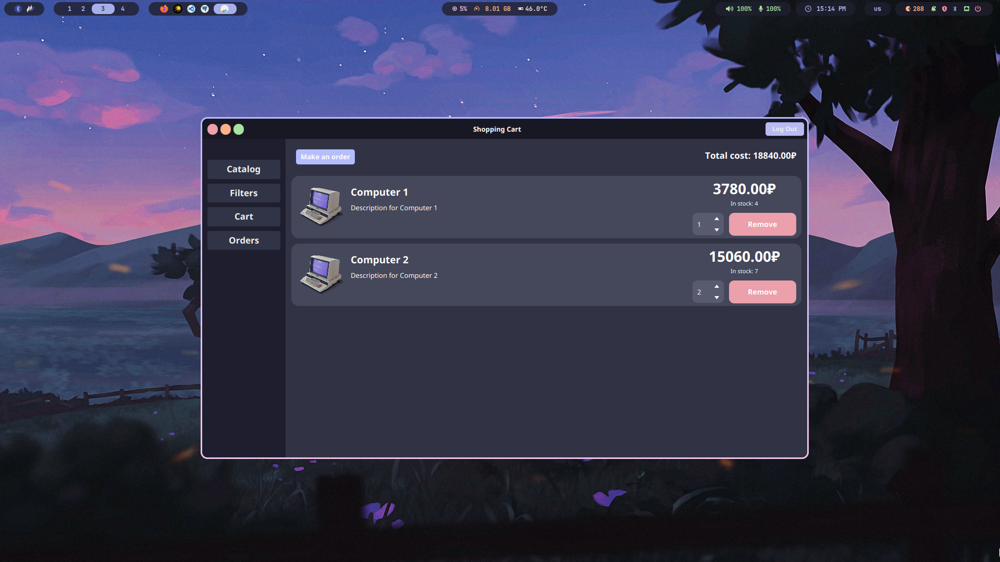 1 2 3 4
5% 8.01 GB 46.0°C
100% 100% 15:14 PM us 288
Shopping Cart
Log Out
Make an order
Total cost: 18840.00₽
Catalog
Filters
Cart
Orders
Computer 1
Description for Computer 1
3780.00₽
In stock: 4
1
Remove
Computer 2
Description for Computer 2
15060.00₽
In stock: 7
2
Remove